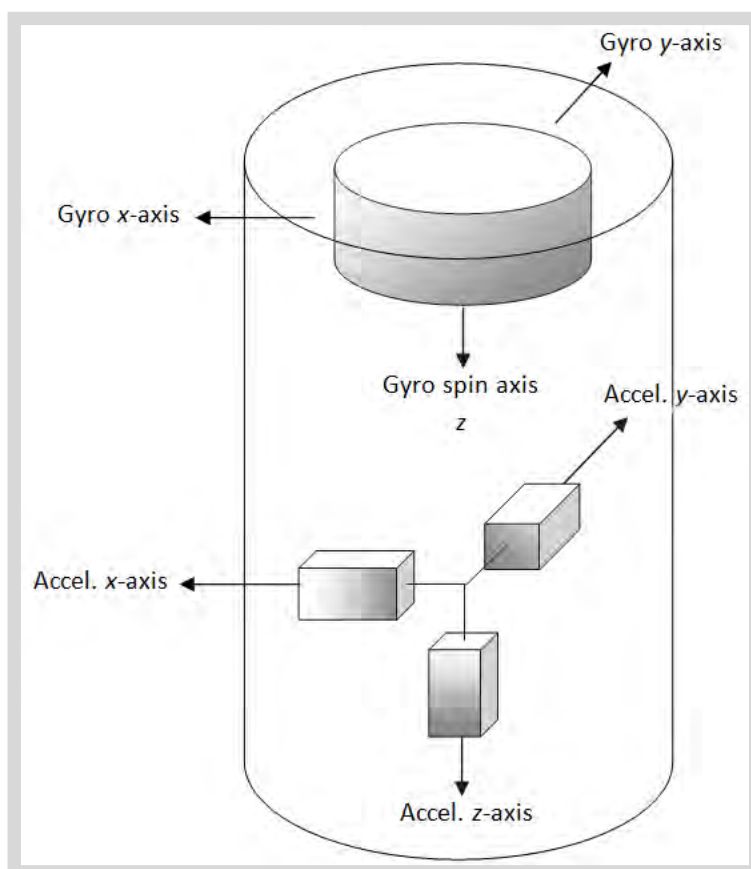 Gyro y-axis
Gyro x-axis
Gyro spin axis
z
Accel. y-axis
Accel. x-axis
Accel. z-axis